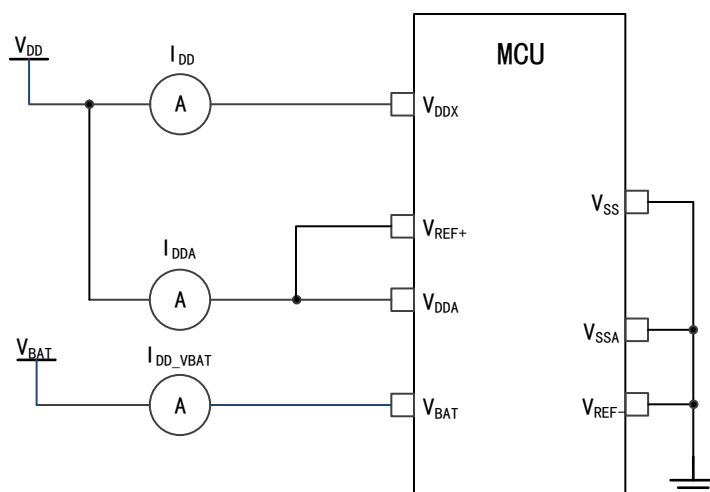 MCU
VDD
IDD
A
VDDX
VSS
VREF+
IDDA
A
VDDA
VSSA
VBAT
IDD_VBAT
A
VBAT
VREF-